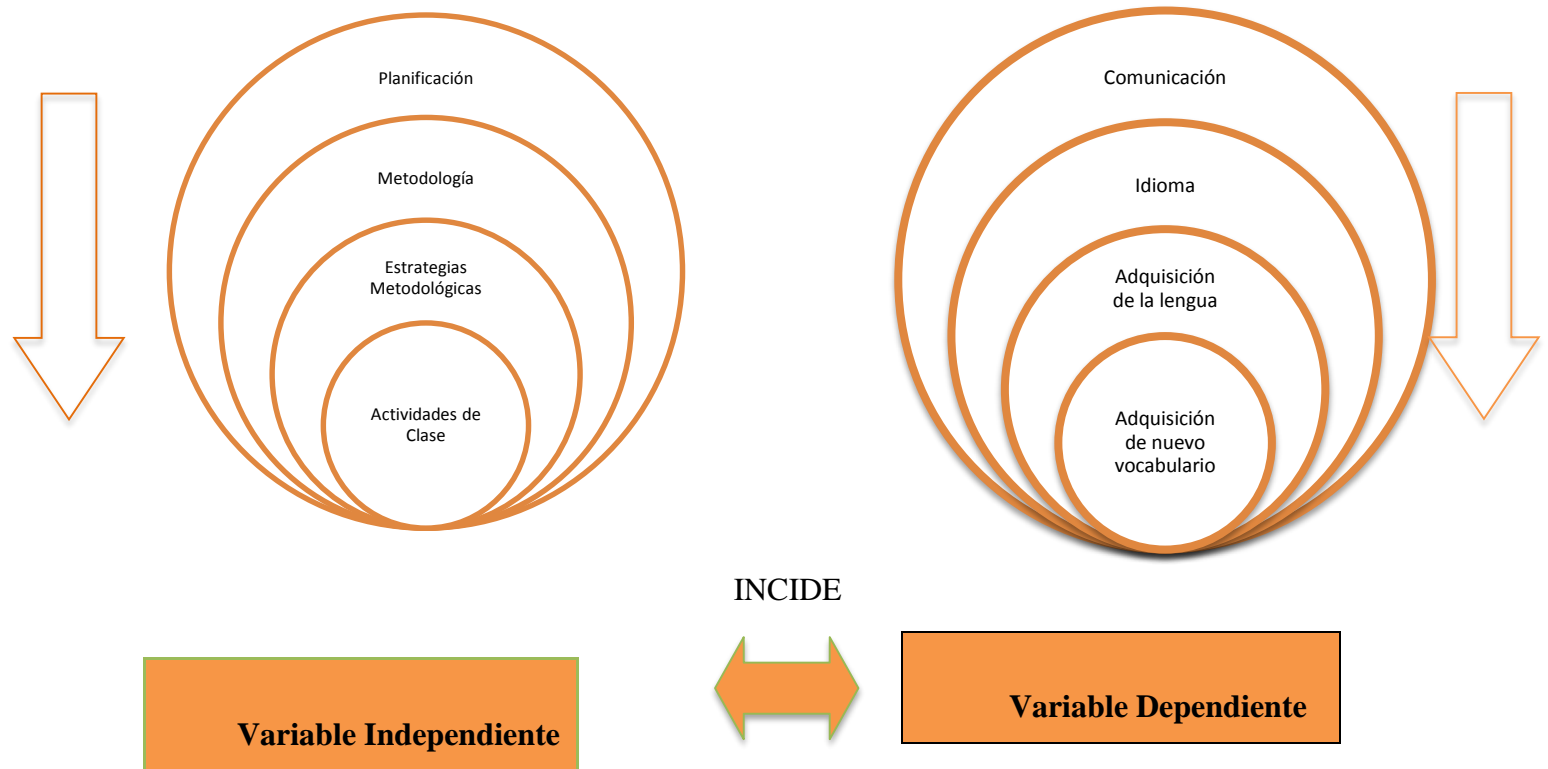 Planificación
Metodología
Estrategias
Metodológicas
Actividades de
Clase
Comunicación
Idioma
Adquisición
de la lengua
Adquisición
de nuevo
vocabulario
INCIDE
Variable Independiente
Variable Dependiente